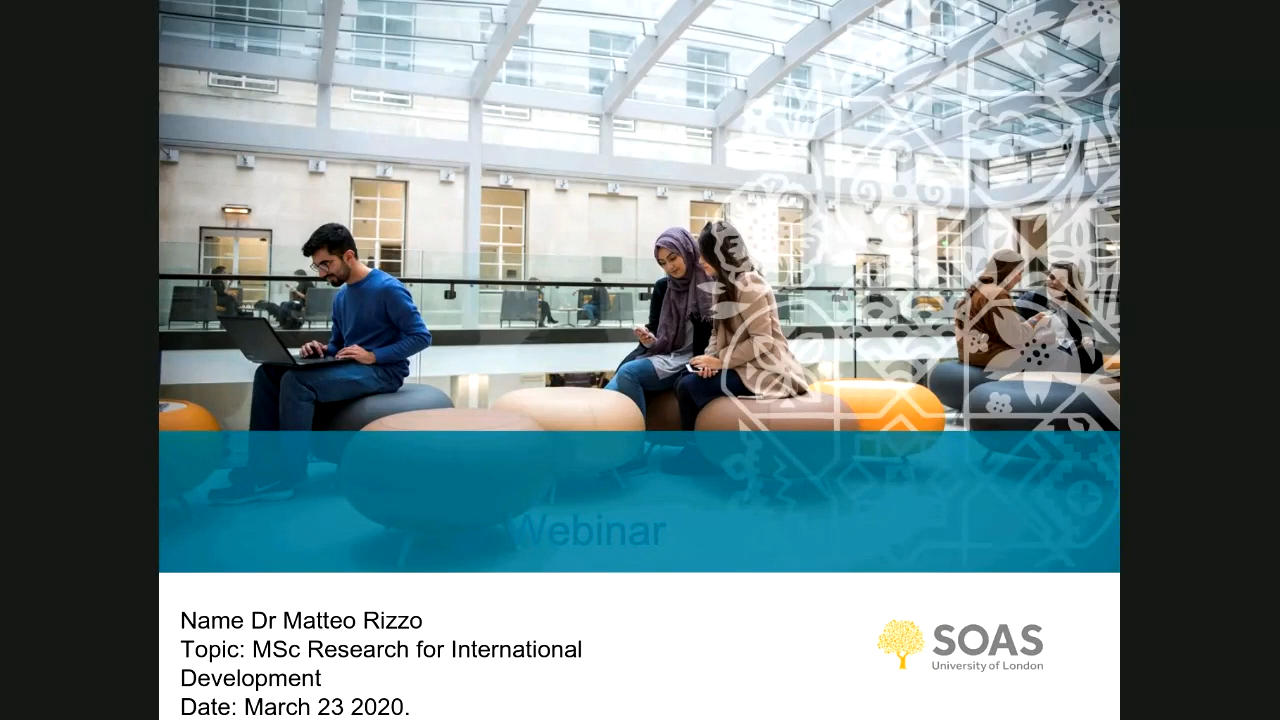 Webinar
Name Dr Matteo Rizzo
Topic: MSc Research for International
Development
Date: March 23 2020.
SOAS
University of London